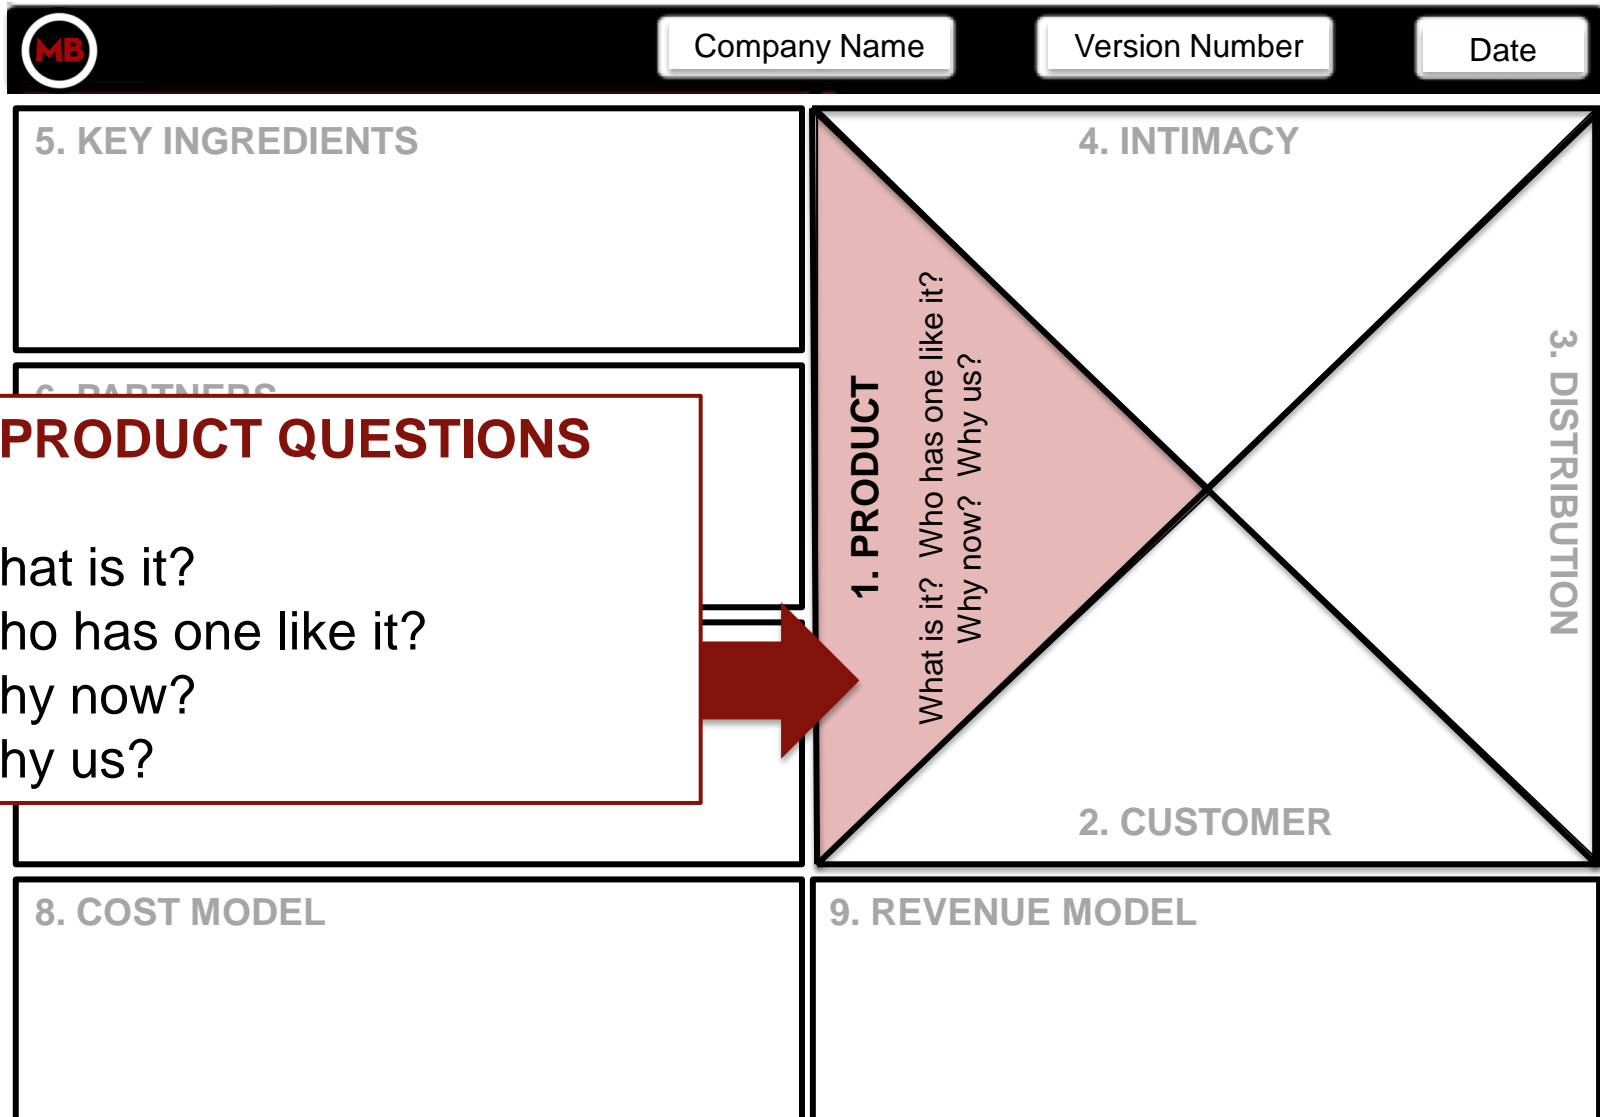 MB
Company Name
Version Number
Date
5. KEY INGREDIENTS
4. INTIMACY
3. DISTRIBUTION
6. PARTNERS
PRODUCT QUESTIONS
hat is it?
ho has one like it?
hy now?
hy us?
1. PRODUCT
What is it? Who has one like it?
Why now? Why us?
2. CUSTOMER
8. COST MODEL
9. REVENUE MODEL